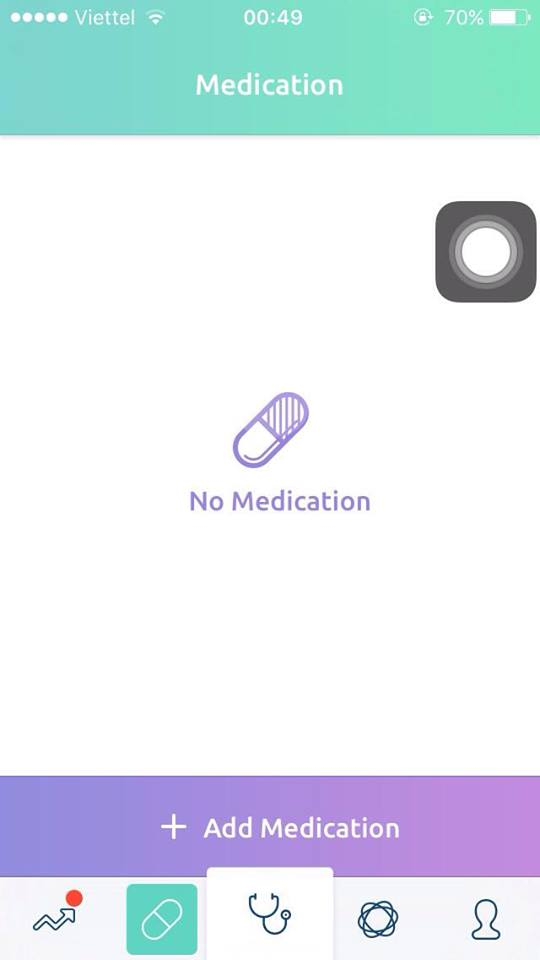 Viettel 00:49 70%
Medication
No Medication
+ Add Medication